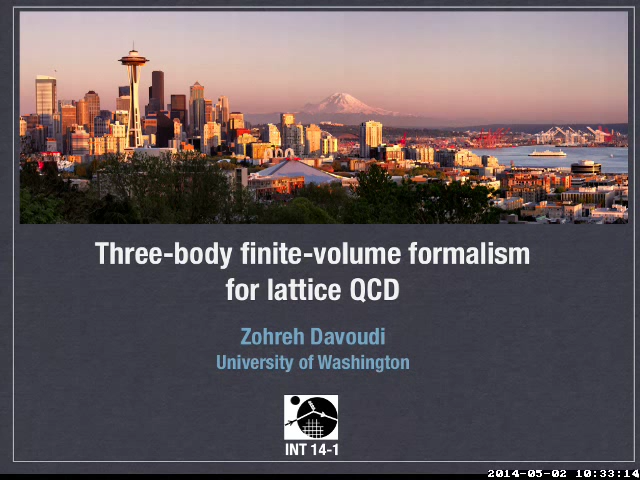 Three-body finite-volume formalism
for lattice QCD
Zohreh Davoudi
University of Washington
INT 14-1
2014-05-02 10:33:14